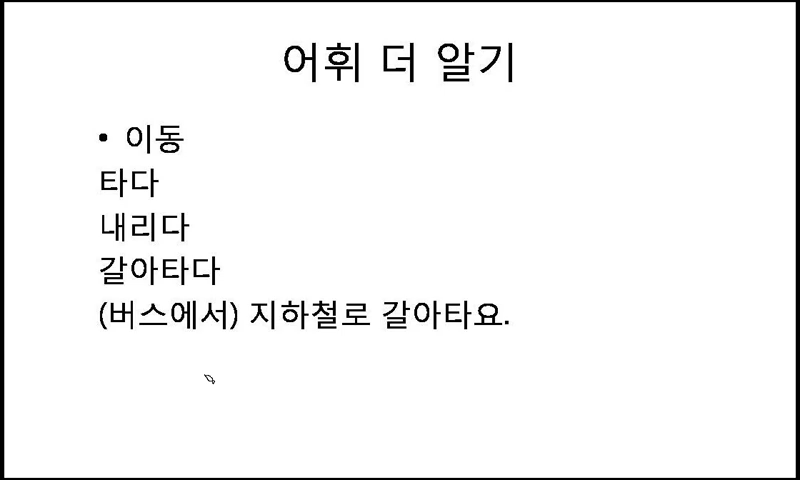 어휘 더 알기
• 이동
타다
내리다
갈아타다
(버스에서) 지하철로 갈아타요.